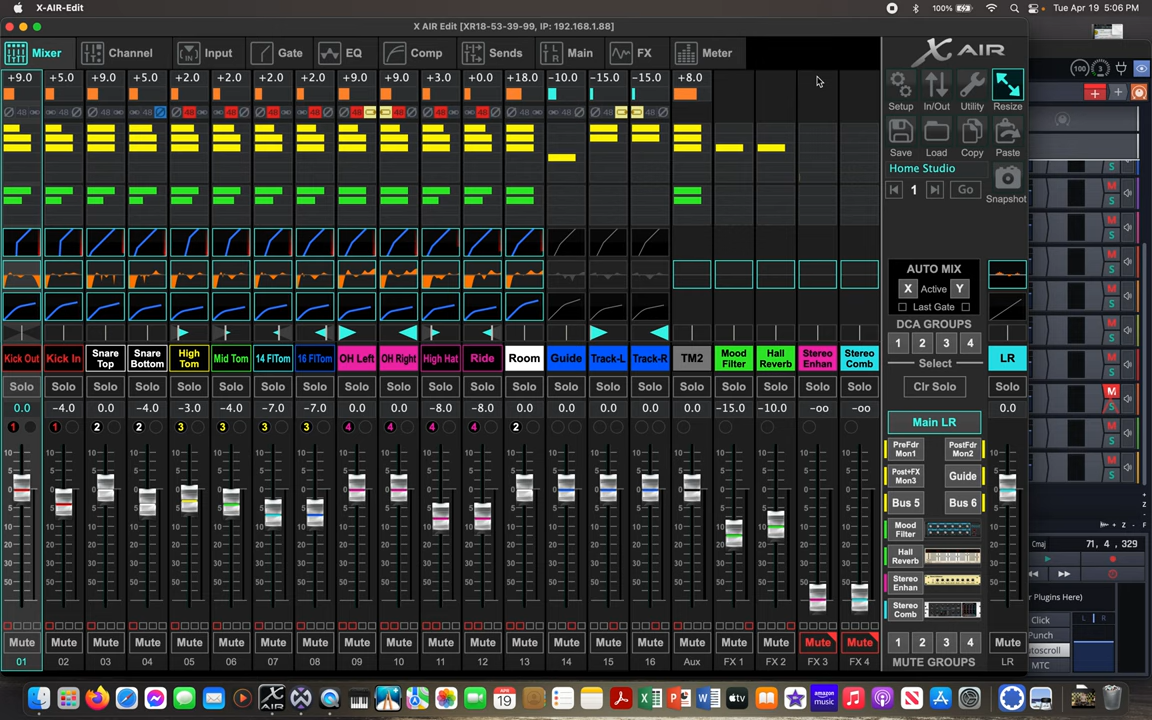 X-AIR-Edit
100%
Tue Apr 19 5:06 PM
X AIR Edit [XR18-53-39-99, IP: 192.168.1.88]
Mixer Channel Input Gate EQ Comp Sends Main FX Meter
X AIR
+9.0 +5.0 +9.0 +5.0 +2.0 +2.0 +2.0 +2.0 +9.0 +9.0 +3.0 +0.0 +18.0 -10.0 -15.0 -15.0 +8.0
Setup In/Out Utility Resize
Save Load Copy Paste
Home Studio
1 Go
Snapshot
AUTO MIX
X Active Y
Last Gate
DCA GROUPS
1 2 3 4
Select
Clr Solo
Kick Out Kick In Snare Top Snare Bottom High Tom Mid Tom 14 FlTom 16 FlTom OH Left OH Right High Hat Ride Room Guide Track-L Track-R TM2 Mood Filter Hall Reverb Stereo Enhan Stereo Comb LR
Solo Solo Solo Solo Solo Solo Solo Solo Solo Solo Solo Solo Solo Solo Solo Solo Solo Solo Solo Solo Solo Solo
0.0 -4.0 0.0 -4.0 -3.0 -4.0 -7.0 -7.0 0.0 0.0 -8.0 -8.0 0.0 0.0 0.0 0.0 0.0 -15.0 -10.0 -oo -oo 0.0
1 1 2 2 3 3 3 3 4 4 4 4 2
Main LR
PreFdr Mon1
PostFdr Mon2
Post+FX Mon3
Guide
Bus 5 Bus 6
Mood Filter
Hall Reverb
Stereo Enhan
Stereo Comb
1 2 3 4
MUTE GROUPS
Mute Mute Mute Mute Mute Mute Mute Mute Mute Mute Mute Mute Mute Mute Mute Mute Mute Mute Mute Mute Mute Mute
01 02 03 04 05 06 07 08 09 10 11 12 13 14 15 16 Aux FX 1 FX 2 FX 3 FX 4 LR
Cmaj 71, 4 , 329
r Plugins Here)
Click
Punch
utoscroll
MTC
L R